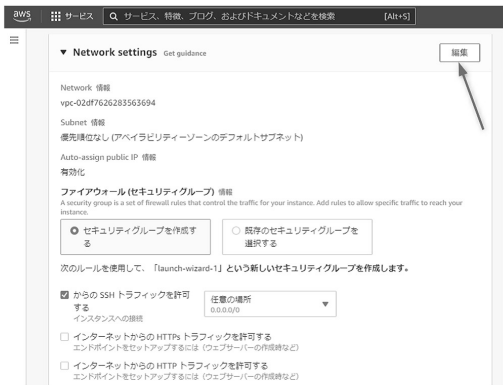 aws サービス サービス、特徴、ブログ、およびドキュメントなどを検索 [Alt+S]
Network settings Get guidance 編集
Network 情報
vpc-02df7626283563694
Subnet 情報
優先順位なし (アベイラビリティーゾーンのデフォルトサブネット)
Auto-assign public IP 情報
有効化
ファイアウォール (セキュリティグループ) 情報
A security group is a set of firewall rules that control the traffic for your instance. Add rules to allow specific traffic to reach your
instance.
セキュリティグループを作成す
る
既存のセキュリティグループを
選択する
次のルールを使用して、「launch-wizard-1」という新しいセキュリティグループを作成します。
からの SSH トラフィックを許可
する
インスタンスへの接続
任意の場所
0.0.0.0/0
インターネットからの HTTPs トラフィックを許可する
エンドポイントをセットアップするには (ウェブサーバーの作成時など)
インターネットからの HTTP トラフィックを許可する
エンドポイントをセットアップするには (ウェブサーバーの作成時など)